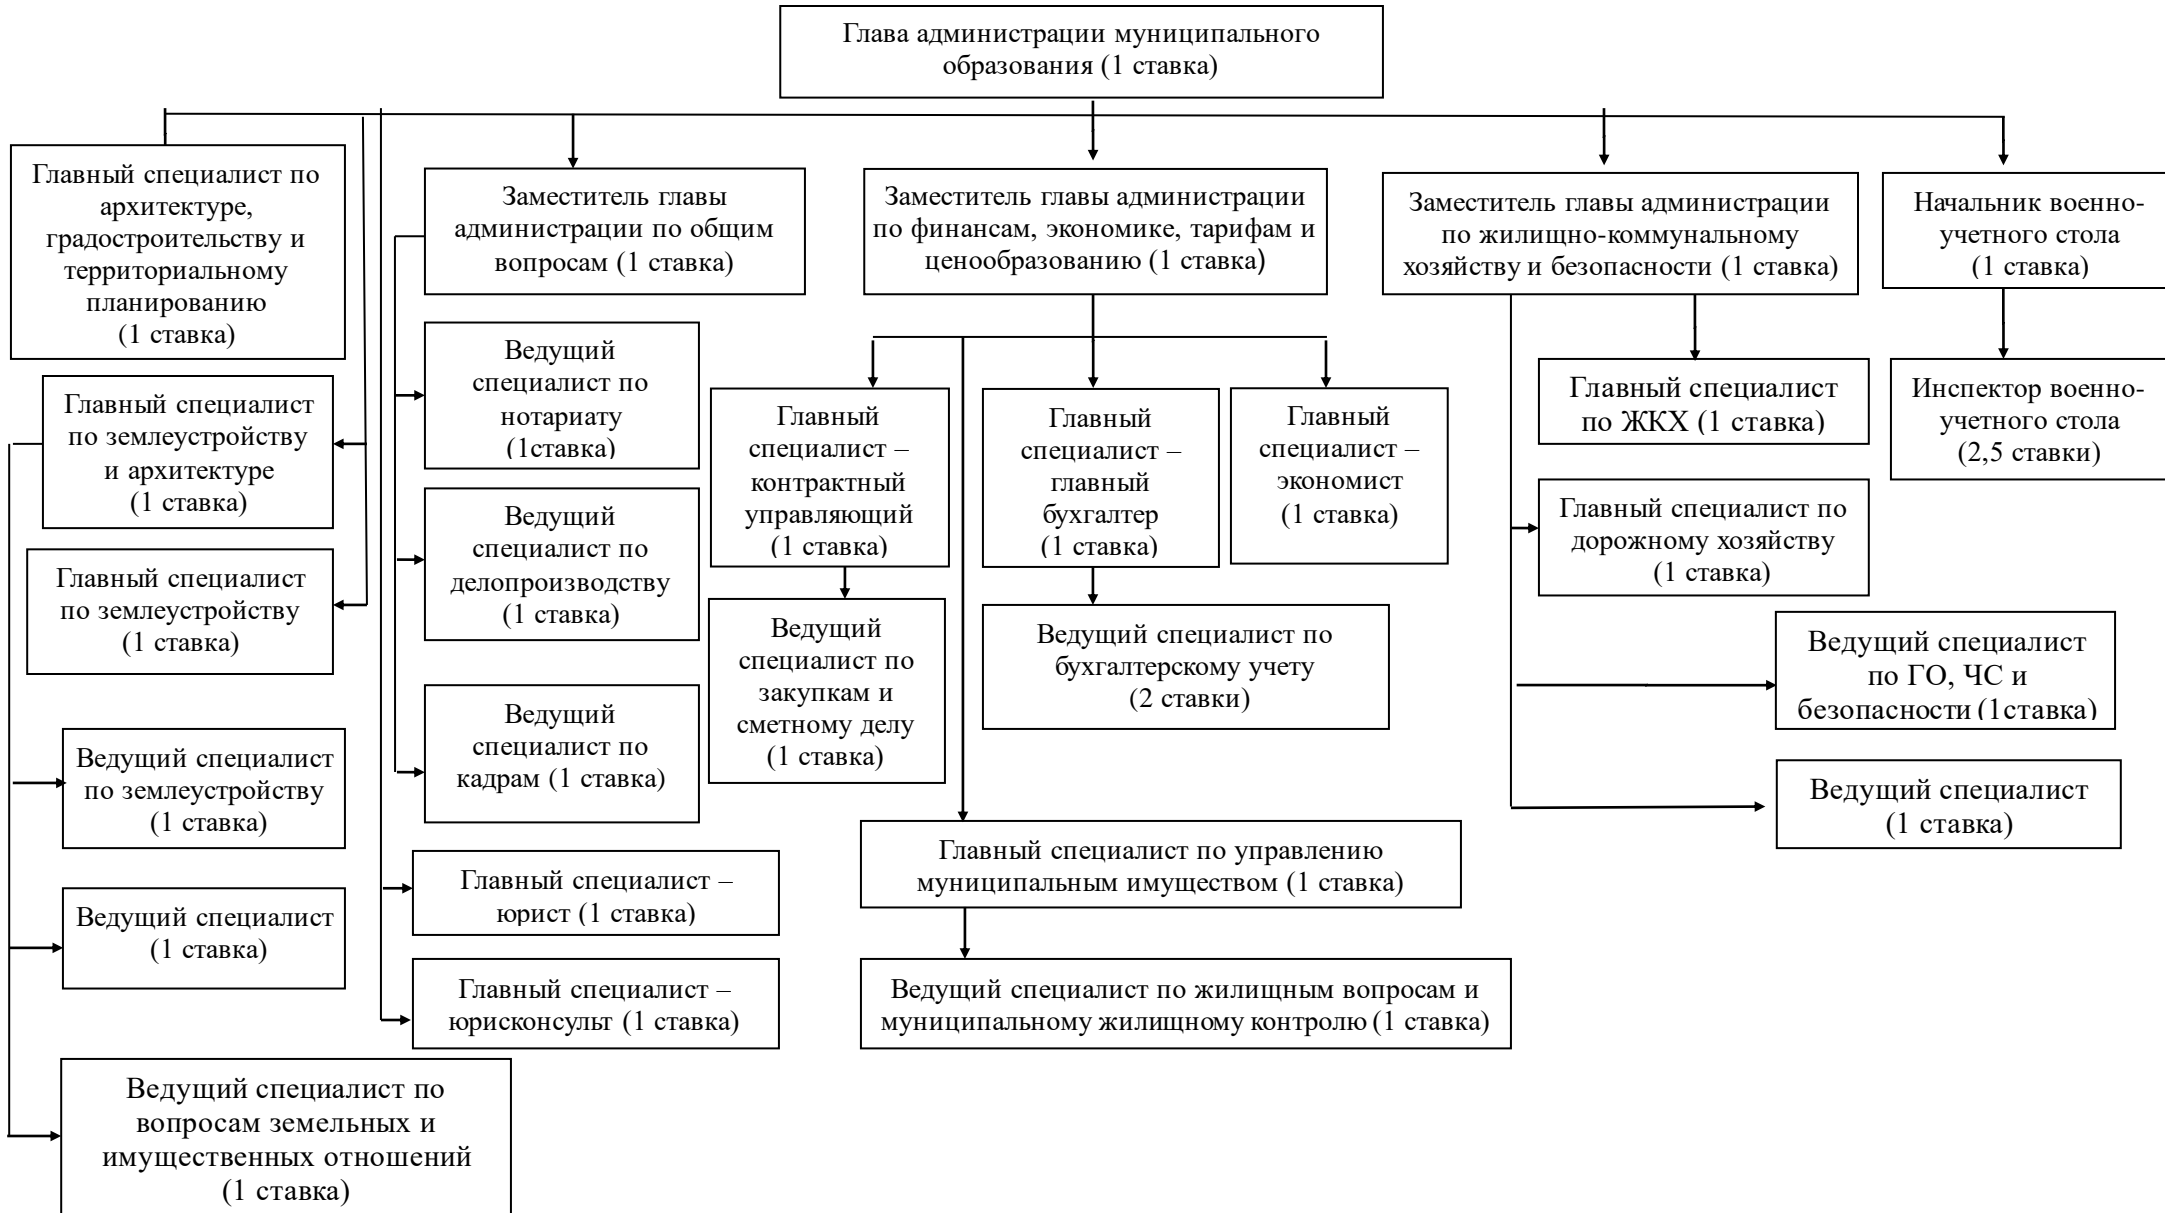 Глава администрации муниципального
образования (1 ставка)
Главный специалист по
архитектуре,
градостроительству и
территориальному
планированию
(1 ставка)
Заместитель главы
администрации по общим
вопросам (1 ставка)
Заместитель главы администрации
по финансам, экономике, тарифам и
ценообразованию (1 ставка)
Заместитель главы администрации
по жилищно-коммунальному
хозяйству и безопасности (1 ставка)
Начальник военно-
учетного стола
(1 ставка)
Главный специалист
по землеустройству
и архитектуре
(1 ставка)
Главный специалист
по землеустройству
(1 ставка)
Ведущий специалист
по землеустройству
(1 ставка)
Ведущий специалист
(1 ставка)
Ведущий специалист по
вопросам земельных и
имущественных отношений
(1 ставка)
Ведущий
специалист по
нотариату
(1ставка)
Ведущий
специалист по
делопроизводству
(1 ставка)
Ведущий
специалист по
кадрам (1 ставка)
Главный специалист –
юрист (1 ставка)
Главный специалист –
юрисконсульт (1 ставка)
Главный
специалист –
контрактный
управляющий
(1 ставка)
Ведущий
специалист по
закупкам и
сметному делу
(1 ставка)
Главный
специалист –
главный
бухгалтер
(1 ставка)
Ведущий специалист по
бухгалтерскому учету
(2 ставки)
Главный
специалист –
экономист
(1 ставка)
Главный специалист по управлению
муниципальным имуществом (1 ставка)
Ведущий специалист по жилищным вопросам и
муниципальному жилищному контролю (1 ставка)
Главный специалист
по ЖКХ (1 ставка)
Главный специалист по
дорожному хозяйству
(1 ставка)
Ведущий специалист
по ГО, ЧС и
безопасности (1ставка)
Ведущий специалист
(1 ставка)
Инспектор военно-
учетного стола
(2,5 ставки)